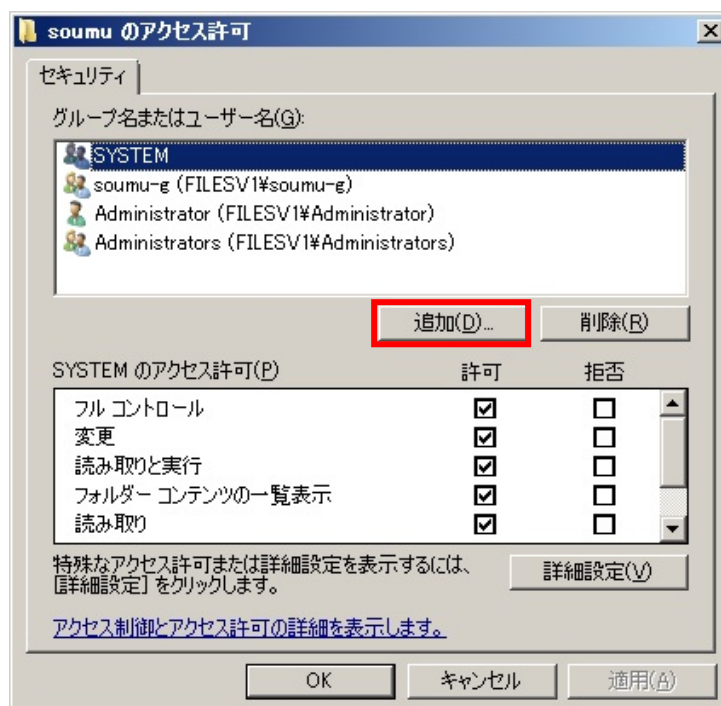 soumu のアクセス許可
セキュリティ
グループ名またはユーザー名(G):
SYSTEM
soumu-g (FILESV1¥soumu-g)
Administrator (FILESV1¥Administrator)
Administrators (FILESV1¥Administrators)
追加(D)... 削除(R)
SYSTEM のアクセス許可(P) 許可 拒否
フル コントロール
変更
読み取りと実行
フォルダー コンテンツの一覧表示
読み取り
特殊なアクセス許可または詳細設定を表示するには、 詳細設定(V)
[詳細設定] をクリックします。
アクセス制御とアクセス許可の詳細を表示します。
OK キャンセル 適用(A)